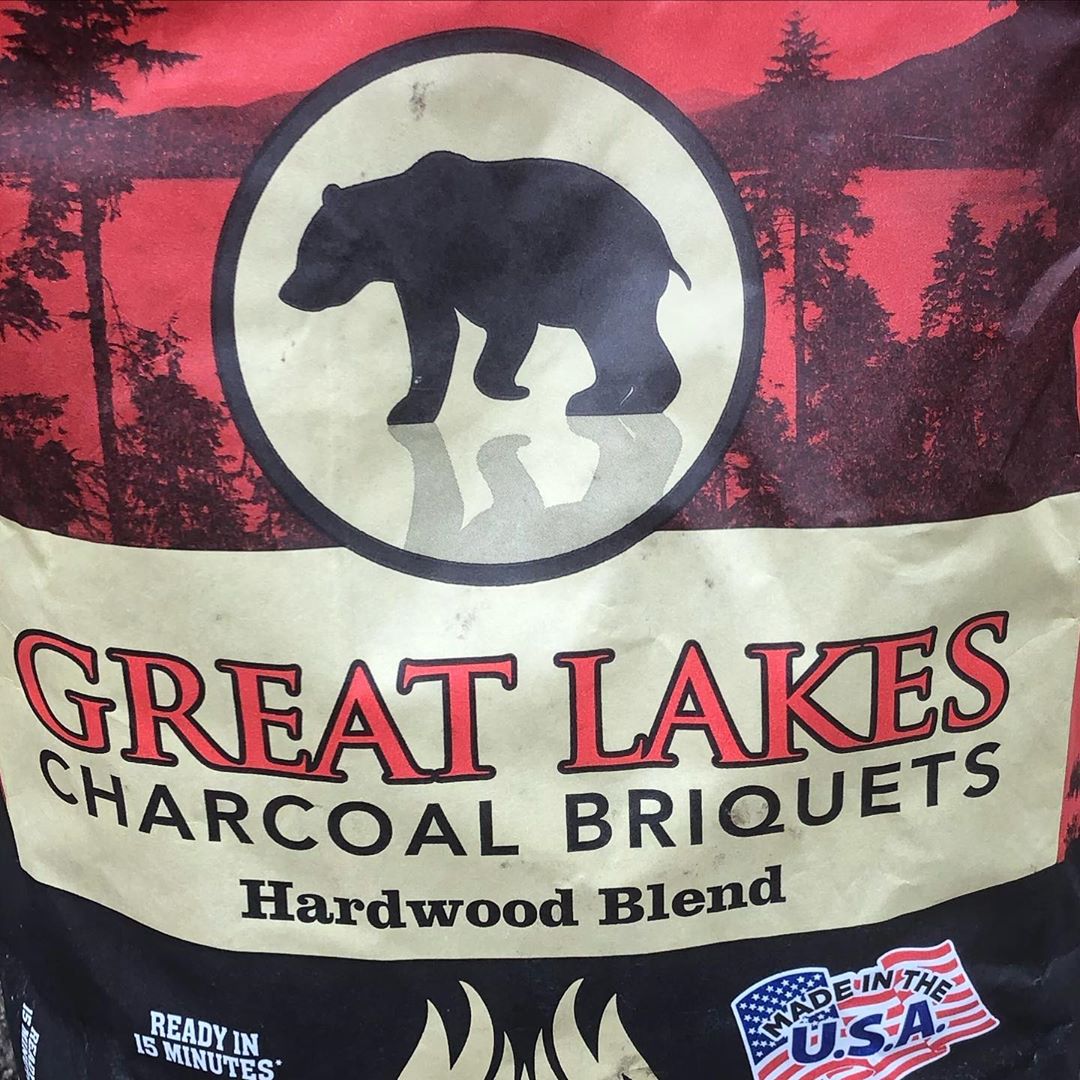 GREAT LAKES
CHARCOAL BRIQUETS
Hardwood Blend
READY IN
15 MINUTES*
MADE IN THE
U.S.A.